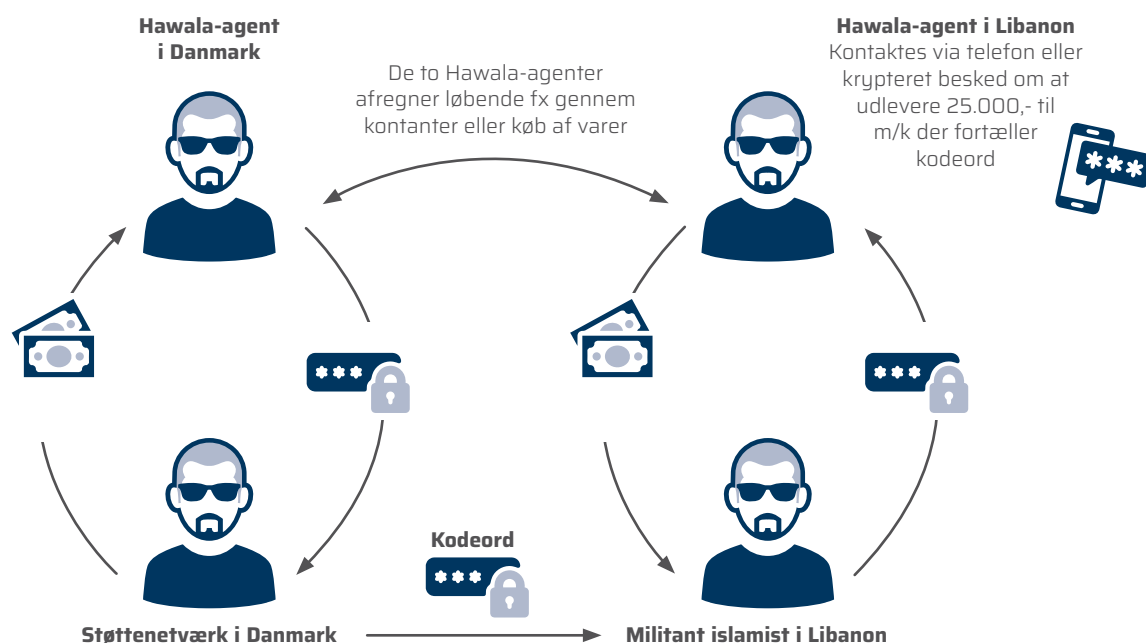 Hawala-agent
i Danmark
De to Hawala-agenter
afregner løbende fx gennem
kontanter eller køb af varer
Hawala-agent i Libanon
Kontaktes via telefon eller
krypteret besked om at
udlevere 25.000,- til
m/k der fortæller
kodeord
Kodeord
Støttenetværk i Danmark
Militant islamist i Libanon